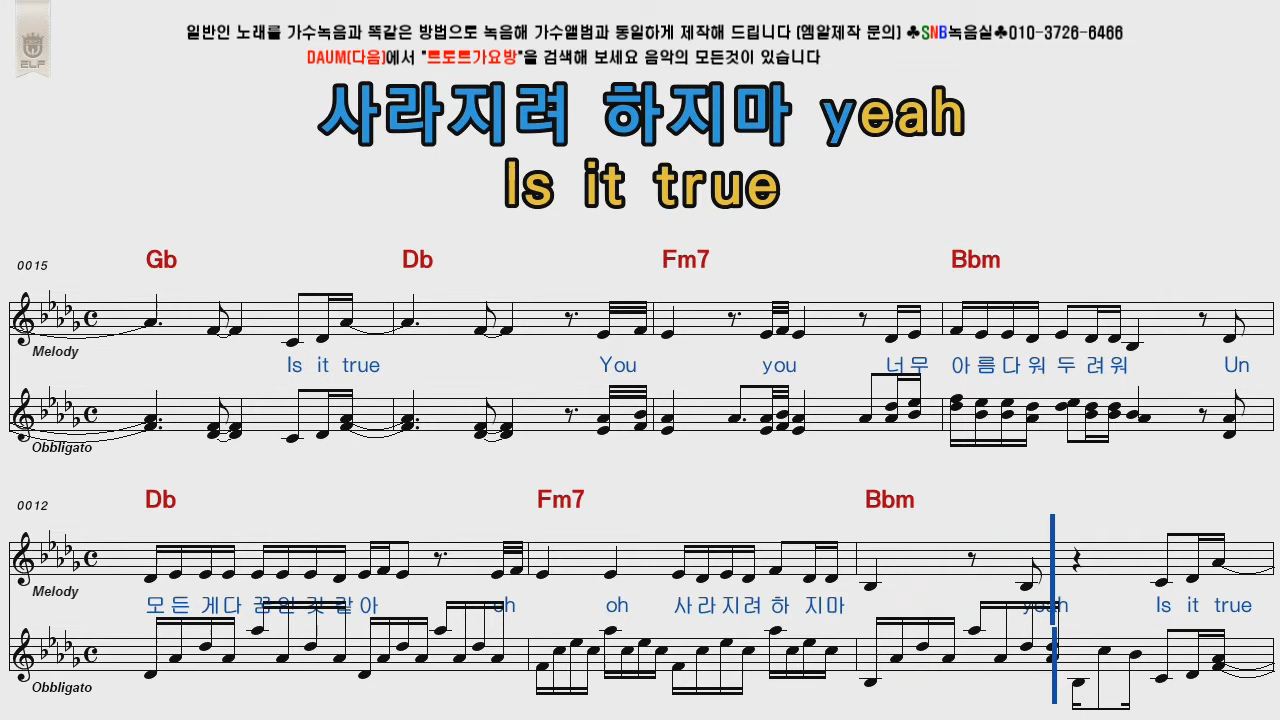 ELF
일반인 노래를 가수녹음과 똑같은 방법으로 녹음해 가수앨범과 동일하게 제작해 드립니다 (엠알제작 문의) ♣SNB녹음실♣010-3726-6466
DAUM(다음)에서 "트토트가요방"을 검색해 보세요 음악의 모든것이 있습니다
사라지려 하지마 yeah
Is it true
0015 Gb Db Fm7 Bbm
Melody
Is it true You you 너무 아름다워 두려워 Un
Obbligato
0012 Db Fm7 Bbm
Melody
모든 게다 꿈인 것 같아 oh oh 사라지려 하 지마 yeah Is it true
Obbligato